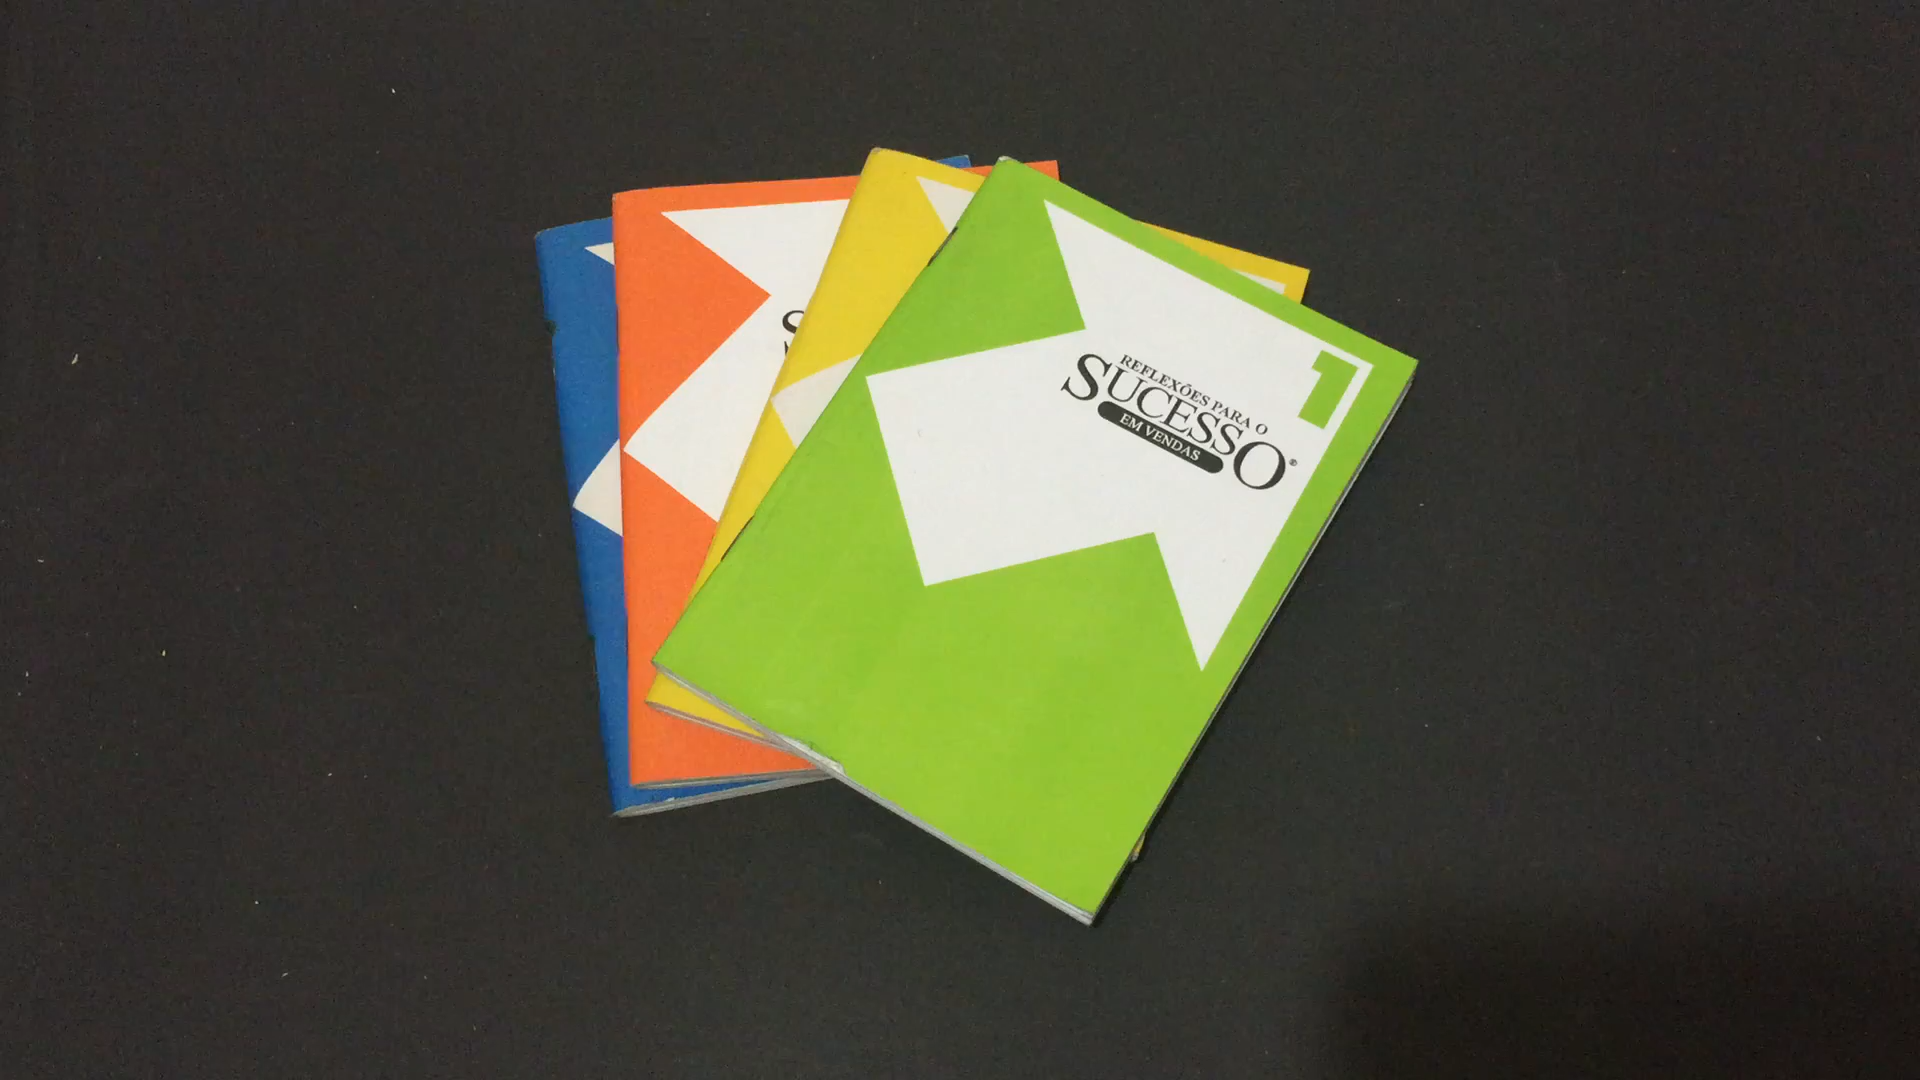 1
REFLEXÕES PARA O
SUCESSO®
EM VENDAS
S